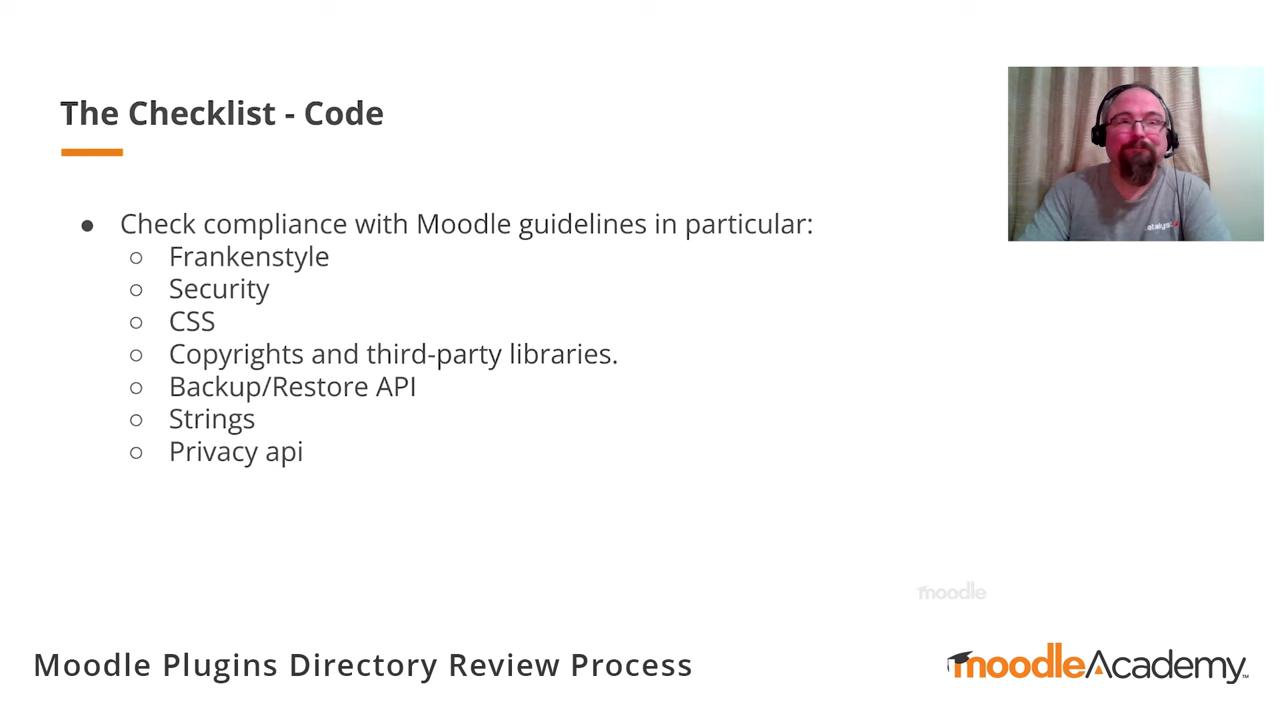 The Checklist - Code
● Check compliance with Moodle guidelines in particular:
○ Frankenstyle
○ Security
○ CSS
○ Copyrights and third-party libraries.
○ Backup/Restore API
○ Strings
○ Privacy api
moodle
Moodle Plugins Directory Review Process
moodleAcademy™